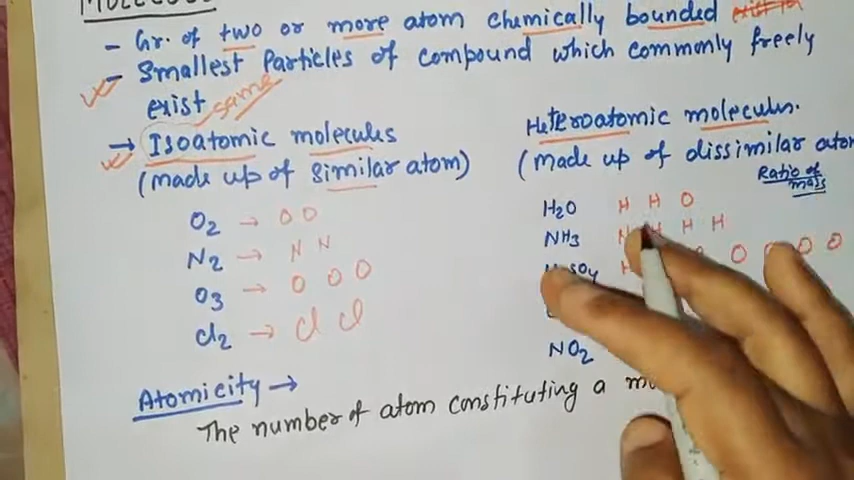 - Gr. of two or more atom chemically bounded
- Smallest Particles of compound which commonly freely
exist same
→ Isoatomic molecules
(made up of similar atom)
O2 → O O
N2 → N N
O3 → O O O
Cl2 → Cl Cl
Heteroatomic molecules.
(made up of dissimilar atom
Ratio of
mass
H2O H H O
NH3 N H H H
H O O O O
NO2
Atomicity →
The number of atom constituting a